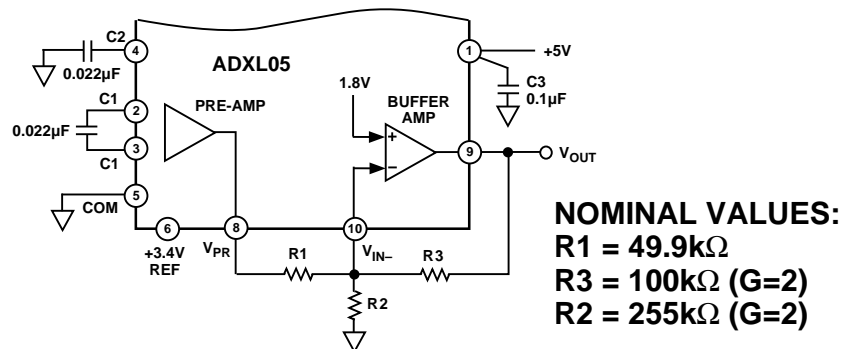 C2
4
0.022µF
ADXL05
1
+5V
C3
0.1µF
C1
2
0.022µF
3
C1
PRE-AMP
1.8V
BUFFER
AMP
+
−
9
V_OUT
5
COM
6
+3.4V
REF
8
V_PR
10
V_IN−
R1
R3
R2
NOMINAL VALUES:
R1 = 49.9kΩ
R3 = 100kΩ (G=2)
R2 = 255kΩ (G=2)